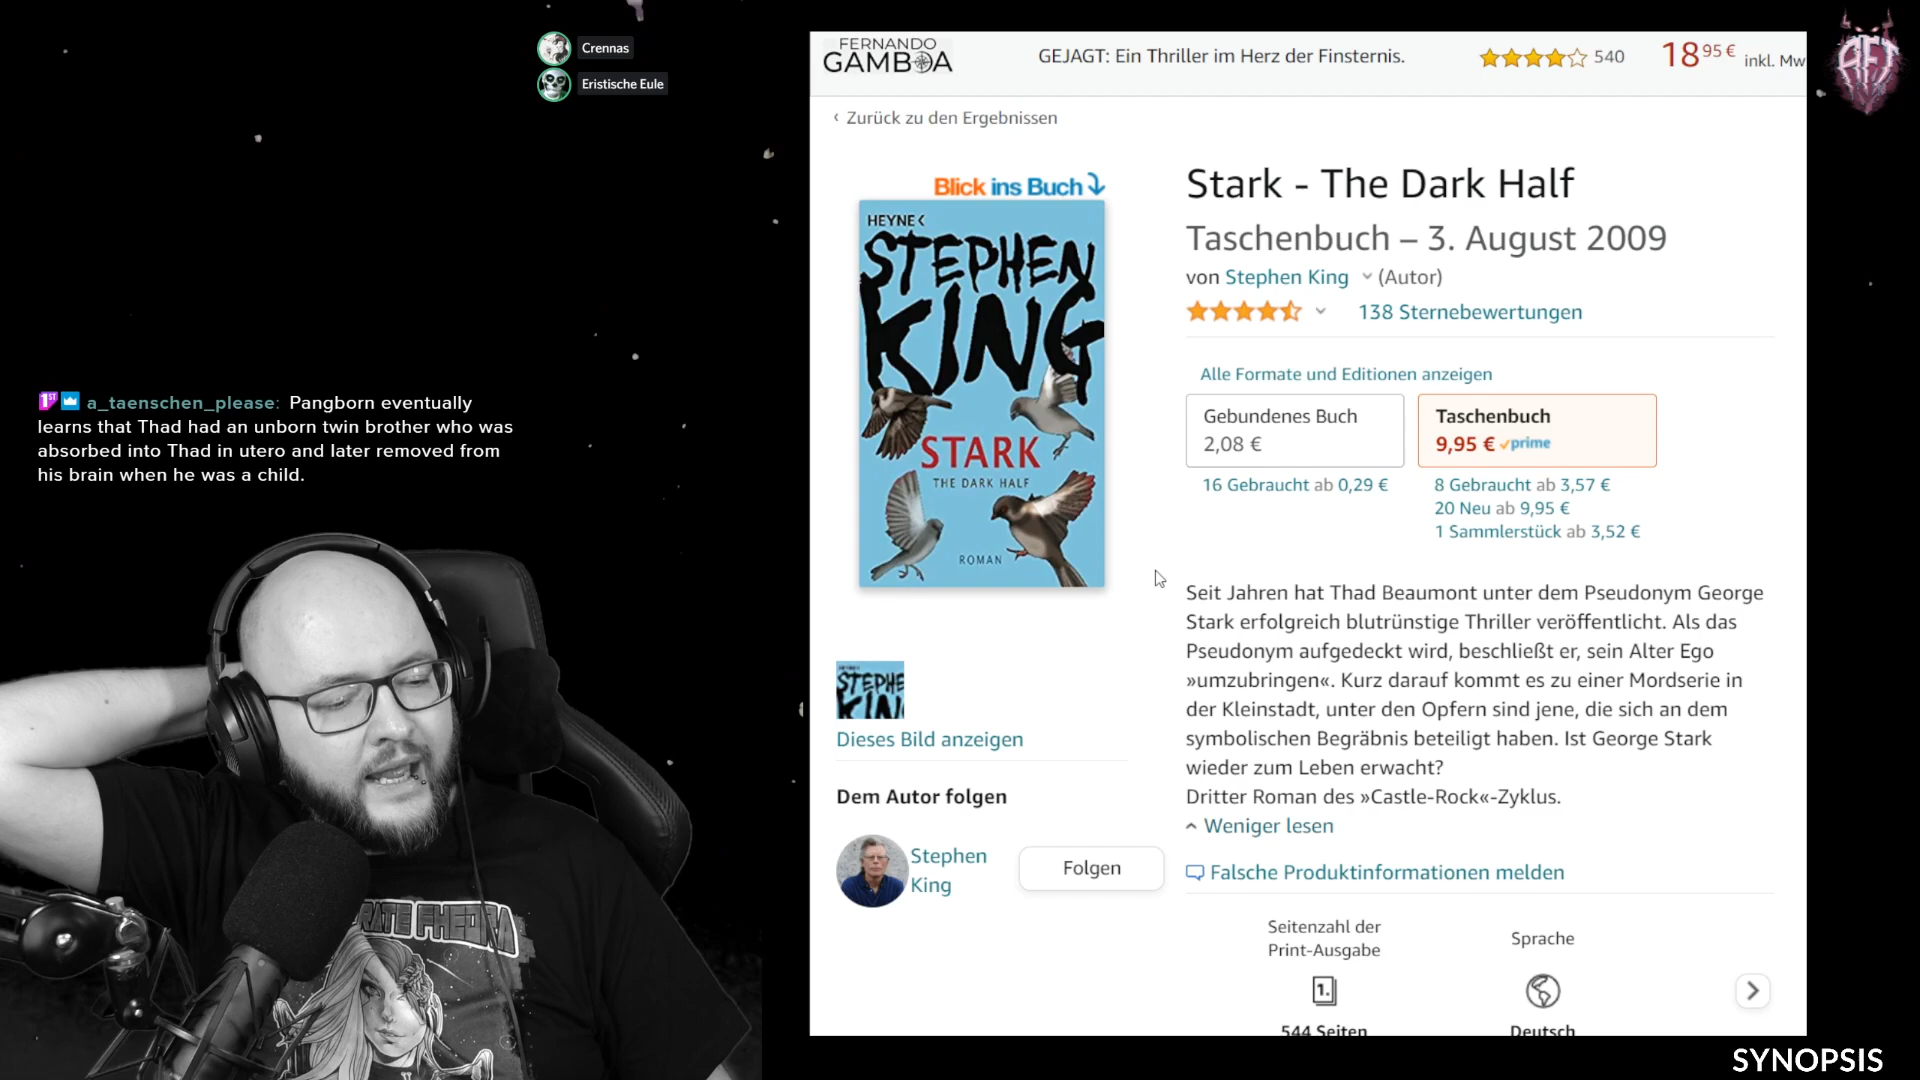 Crennas
Eristische Eule
a_taenschen_please: Pangborn eventually
learns that Thad had an unborn twin brother who was
absorbed into Thad in utero and later removed from
his brain when he was a child.
FERNANDO
GAMBOA
GEJAGT: Ein Thriller im Herz der Finsternis.
540
18 95 € inkl. Mw
‹ Zurück zu den Ergebnissen
Blick ins Buch
HEYNE <
STEPHEN
KING
STARK
THE DARK HALF
ROMAN
Dieses Bild anzeigen
Dem Autor folgen
Stephen
King
Folgen
Stark - The Dark Half
Taschenbuch – 3. August 2009
von Stephen King (Autor)
138 Sternebewertungen
Alle Formate und Editionen anzeigen
Gebundenes Buch
2,08 €
16 Gebraucht ab 0,29 €
Taschenbuch
9,95 € prime
8 Gebraucht ab 3,57 €
20 Neu ab 9,95 €
1 Sammlerstück ab 3,52 €
Seit Jahren hat Thad Beaumont unter dem Pseudonym George
Stark erfolgreich blutrünstige Thriller veröffentlicht. Als das
Pseudonym aufgedeckt wird, beschließt er, sein Alter Ego
»umzubringen«. Kurz darauf kommt es zu einer Mordserie in
der Kleinstadt, unter den Opfern sind jene, die sich an dem
symbolischen Begräbnis beteiligt haben. Ist George Stark
wieder zum Leben erwacht?
Dritter Roman des »Castle-Rock«-Zyklus.
Weniger lesen
Falsche Produktinformationen melden
Seitenzahl der
Print-Ausgabe
544 Seiten
Sprache
Deutsch
SYNOPSIS